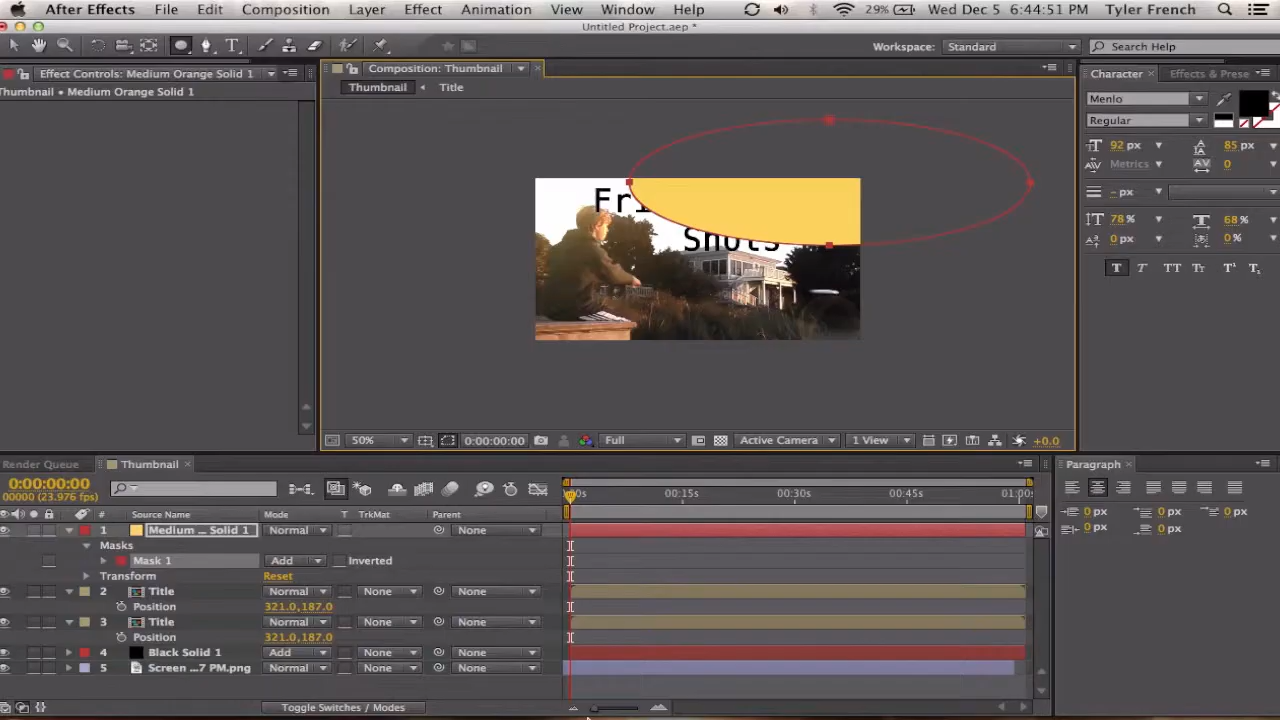 After Effects File Edit Composition Layer Effect Animation View Window Help 29% Wed Dec 5 6:44:51 PM Tyler French
Untitled Project.aep *
Workspace: Standard Search Help
Effect Controls: Medium Orange Solid 1 Composition: Thumbnail Character Effects & Prese
Thumbnail • Medium Orange Solid 1 Thumbnail Title
Menlo
Regular
92 px 85 px
Metrics 0
- px
78 % 68 %
0 px 0 %
T T TT Tr T¹ T₁
Fri
Shots
50% 0:00:00:00 Full Active Camera 1 View +0.0
Render Queue Thumbnail Paragraph
0:00:00:00
00000 (23.976 fps)
0s 00:15s 00:30s 00:45s 01:00s
0 px 0 px 0 px
0 px 0 px
# Source Name Mode T TrkMat Parent
1 Medium ... Solid 1 Normal None
Masks
Mask 1 Add Inverted
Transform Reset
2 Title Normal None None
Position 321.0,187.0
3 Title Normal None None
Position 321.0,187.0
4 Black Solid 1 Add None None
5 Screen ...7 PM.png Normal None None
Toggle Switches / Modes